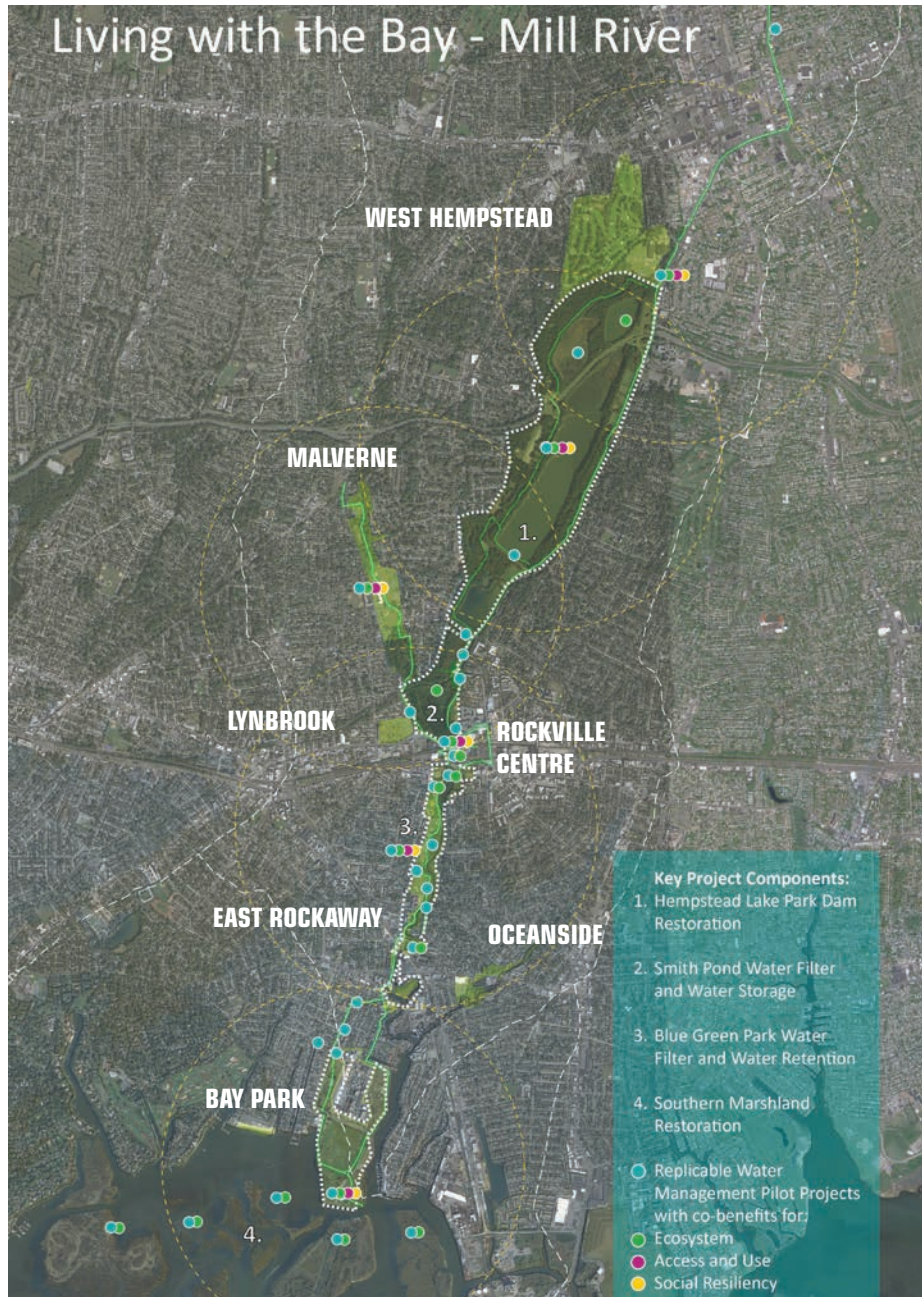 Living with the Bay - Mill River
WEST HEMPSTEAD
MALVERNE
1.
LYNBROOK
2.
ROCKVILLE
CENTRE
3.
EAST ROCKAWAY
OCEANSIDE
BAY PARK
4.
Key Project Components:
1. Hempstead Lake Park Dam
Restoration
2. Smith Pond Water Filter
and Water Storage
3. Blue Green Park Water
Filter and Water Retention
4. Southern Marshland
Restoration
Replicable Water
Management Pilot Projects
with co-benefits for:
Ecosystem
Access and Use
Social Resiliency